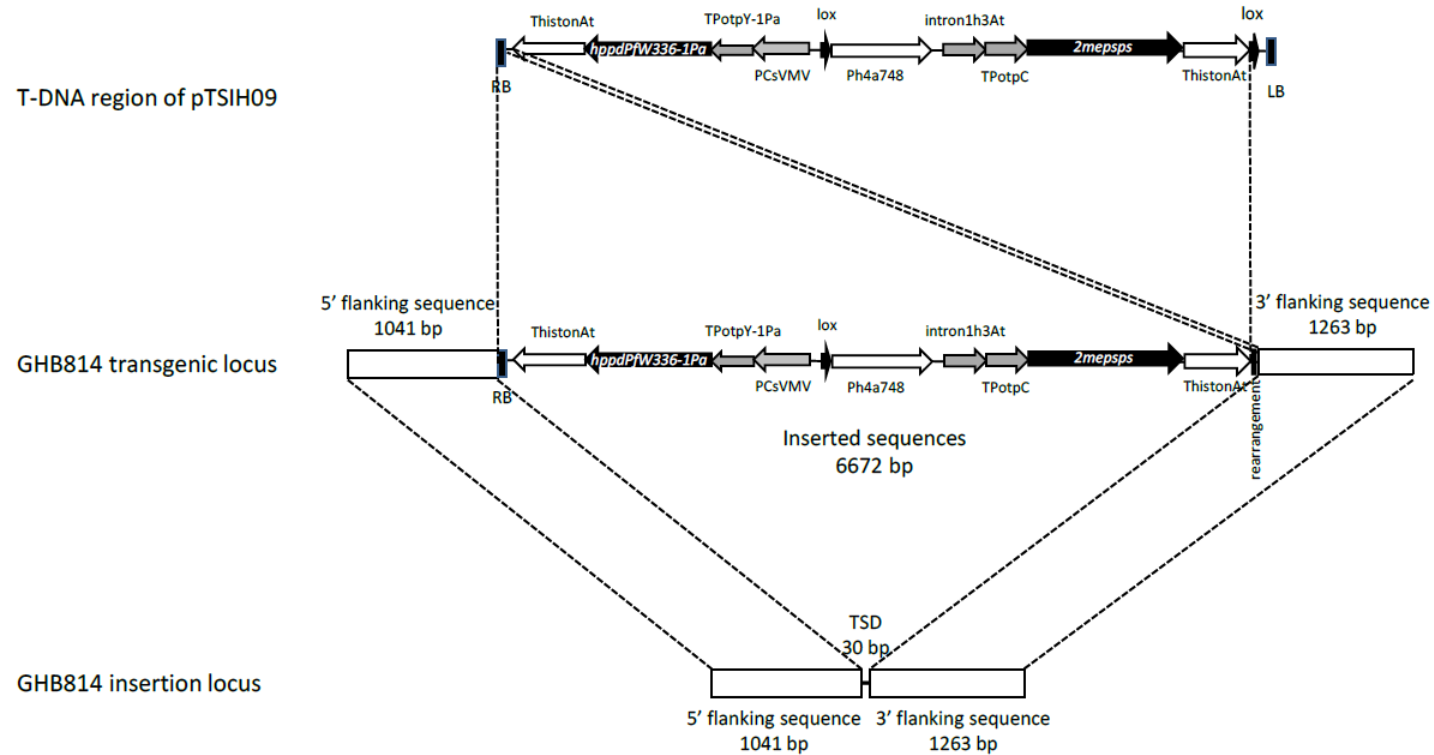 ThistonAt
TPotpY-1Pa
lox
intron1h3At
lox
hppdPfW336-1Pa
2mepsps
RB
PCsVMV
Ph4a748
TPotpC
ThistonAt
LB
T-DNA region of pTSIH09
5’ flanking sequence
1041 bp
3’ flanking sequence
1263 bp
ThistonAt
TPotpY-1Pa
lox
intron1h3At
GHB814 transgenic locus
hppdPfW336-1Pa
2mepsps
RB
PCsVMV
Ph4a748
TPotpC
ThistonAt
rearrangement
Inserted sequences
6672 bp
TSD
30 bp
GHB814 insertion locus
5’ flanking sequence
1041 bp
3’ flanking sequence
1263 bp